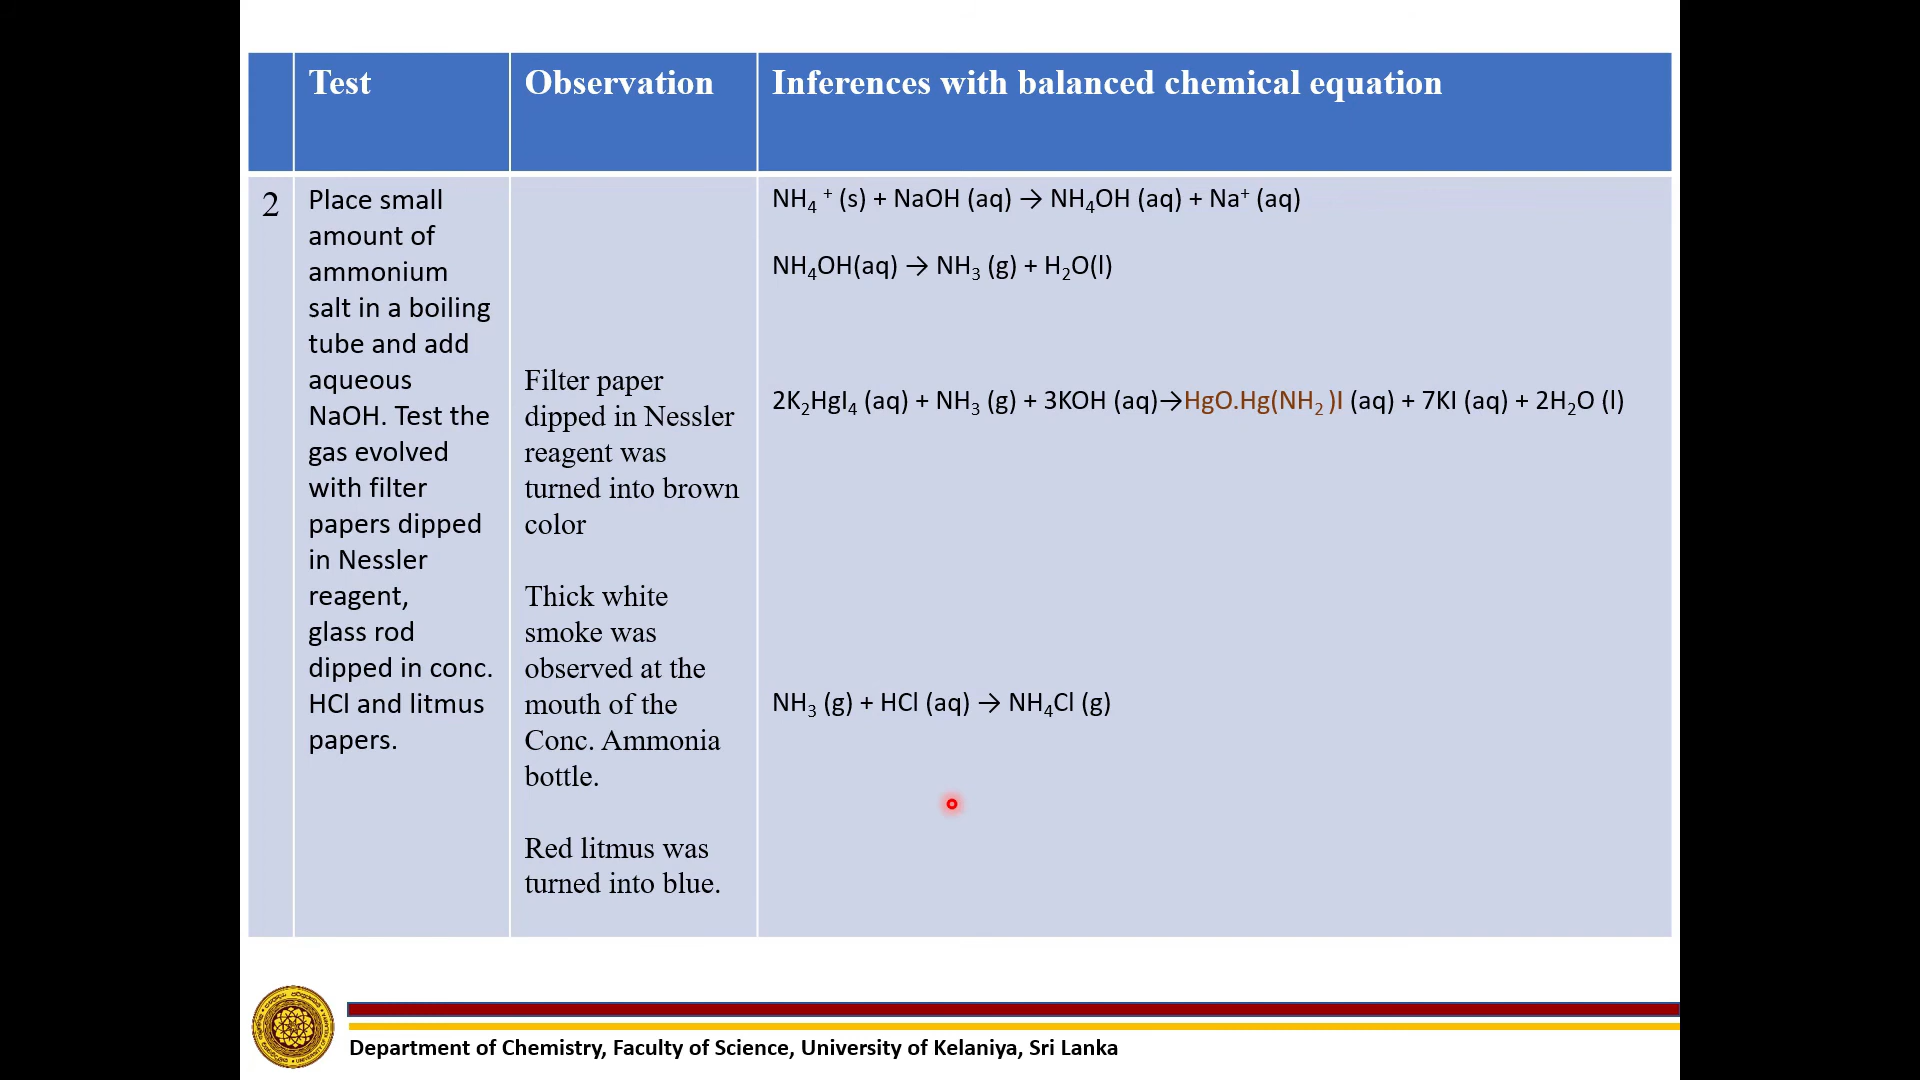 Test
Observation
Inferences with balanced chemical equation
2
Place small
amount of
ammonium
salt in a boiling
tube and add
aqueous
NaOH. Test the
gas evolved
with filter
papers dipped
in Nessler
reagent,
glass rod
dipped in conc.
HCl and litmus
papers.
Filter paper
dipped in Nessler
reagent was
turned into brown
color
Thick white
smoke was
observed at the
mouth of the
Conc. Ammonia
bottle.
Red litmus was
turned into blue.
NH₄ ⁺ (s) + NaOH (aq) → NH₄OH (aq) + Na⁺ (aq)
NH₄OH(aq) → NH₃ (g) + H₂O(l)
2K₂HgI₄ (aq) + NH₃ (g) + 3KOH (aq)→HgO.Hg(NH₂ )I (aq) + 7KI (aq) + 2H₂O (l)
NH₃ (g) + HCl (aq) → NH₄Cl (g)
Department of Chemistry, Faculty of Science, University of Kelaniya, Sri Lanka